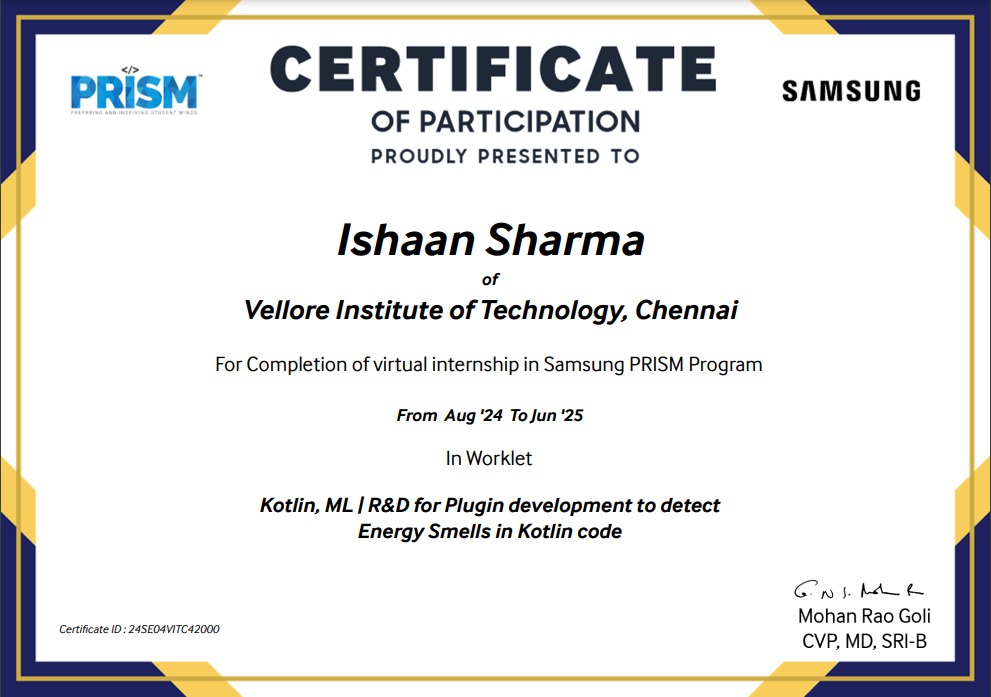 </>
PRISM™
PREPARING AND INSPIRING STUDENT MINDS
CERTIFICATE
SAMSUNG
OF PARTICIPATION
PROUDLY PRESENTED TO
Ishaan Sharma
of
Vellore Institute of Technology, Chennai
For Completion of virtual internship in Samsung PRISM Program
From Aug '24 To Jun '25
In Worklet
Kotlin, ML | R&D for Plugin development to detect
Energy Smells in Kotlin code
Mohan Rao Goli
CVP, MD, SRI-B
Certificate ID : 24SE04VITC42000